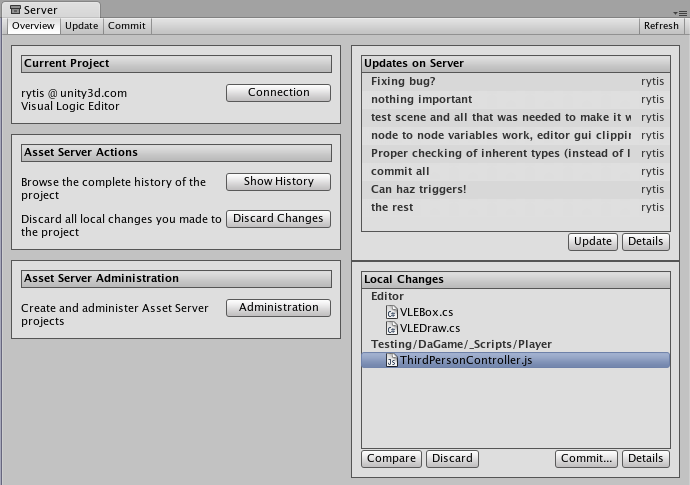 Server
Overview Update Commit Refresh
Current Project
rytis @ unity3d.com
Visual Logic Editor
Connection
Asset Server Actions
Browse the complete history of the
project
Show History
Discard all local changes you made to
the project
Discard Changes
Asset Server Administration
Create and administer Asset Server
projects
Administration
Updates on Server
Fixing bug? rytis
nothing important rytis
test scene and all that was needed to make it w rytis
node to node variables work, editor gui clippin rytis
Proper checking of inherent types (instead of l rytis
commit all rytis
Can haz triggers! rytis
the rest rytis
Update Details
Local Changes
Editor
VLEBox.cs
VLEDraw.cs
Testing/DaGame/_Scripts/Player
ThirdPersonController.js
Compare Discard Commit... Details